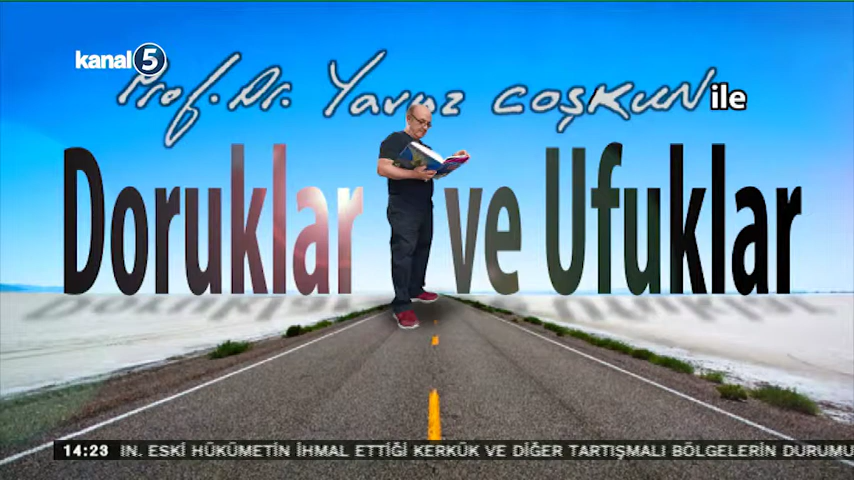 kanal 5
Prof. Dr. Yavuz COŞKUN ile
Doruklar ve Ufuklar
14:23 IN. ESKİ HÜKÜMETİN İHMAL ETTİĞİ KERKÜK VE DİĞER TARTIŞMALI BÖLGELERİN DURUMU